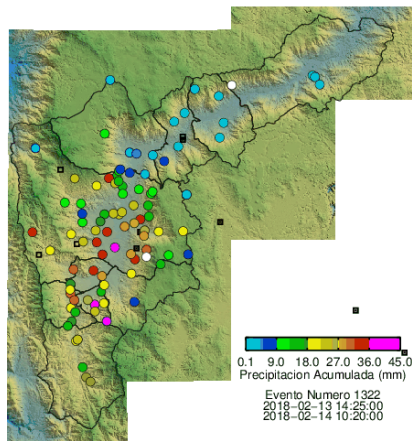 0.1 9.0 18.0 27.0 36.0 45.0
Precipitacion Acumulada (mm)
Evento Numero 1322
2018-02-13 14:25:00
2018-02-14 10:20:00